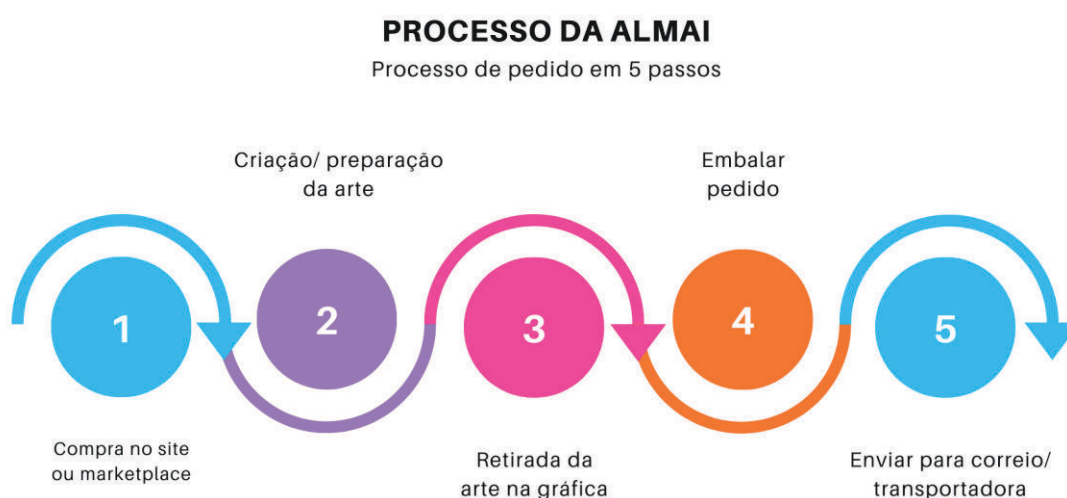 PROCESSO DA ALMAI
Processo de pedido em 5 passos
Criação/ preparação
da arte
Embalar
pedido
1
2
3
4
5
Compra no site
ou marketplace
Retirada da
arte na gráfica
Enviar para correio/
transportadora